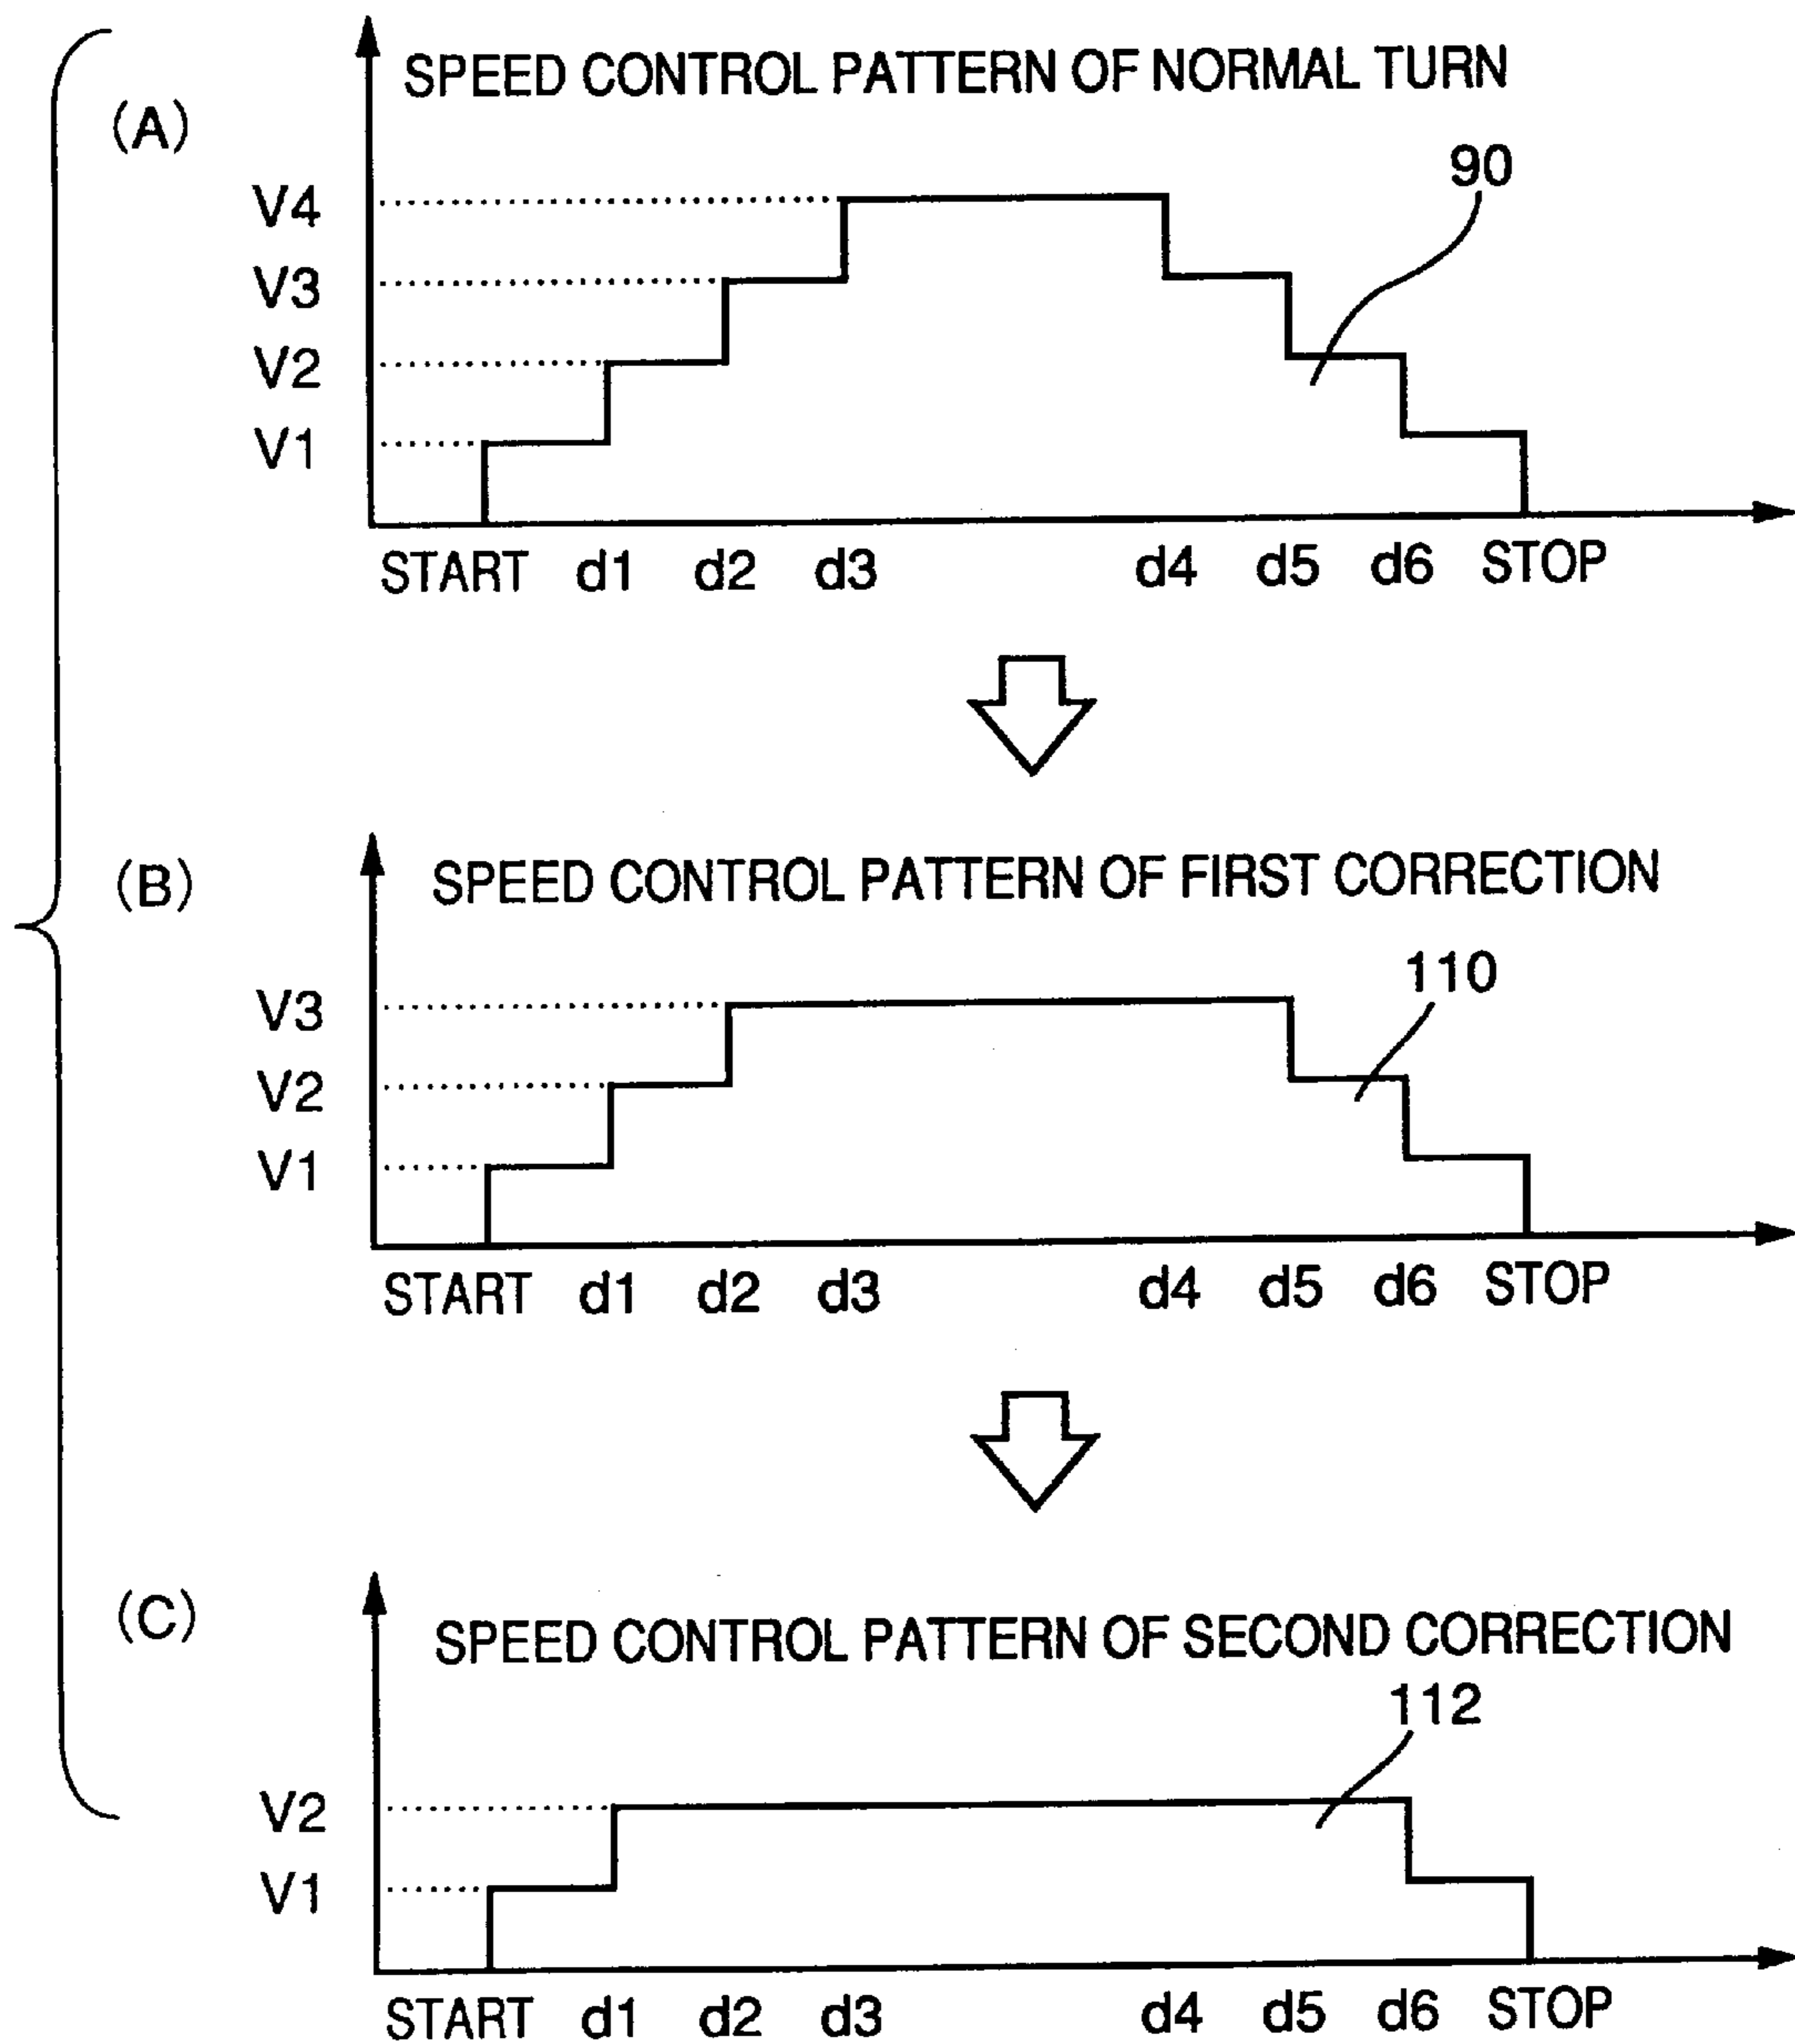 (A)
SPEED CONTROL PATTERN OF NORMAL TURN
90
V4
V3
V2
V1
START d1 d2 d3 d4 d5 d6 STOP
(B)
SPEED CONTROL PATTERN OF FIRST CORRECTION
110
V3
V2
V1
START d1 d2 d3 d4 d5 d6 STOP
(C)
SPEED CONTROL PATTERN OF SECOND CORRECTION
112
V2
V1
START d1 d2 d3 d4 d5 d6 STOP